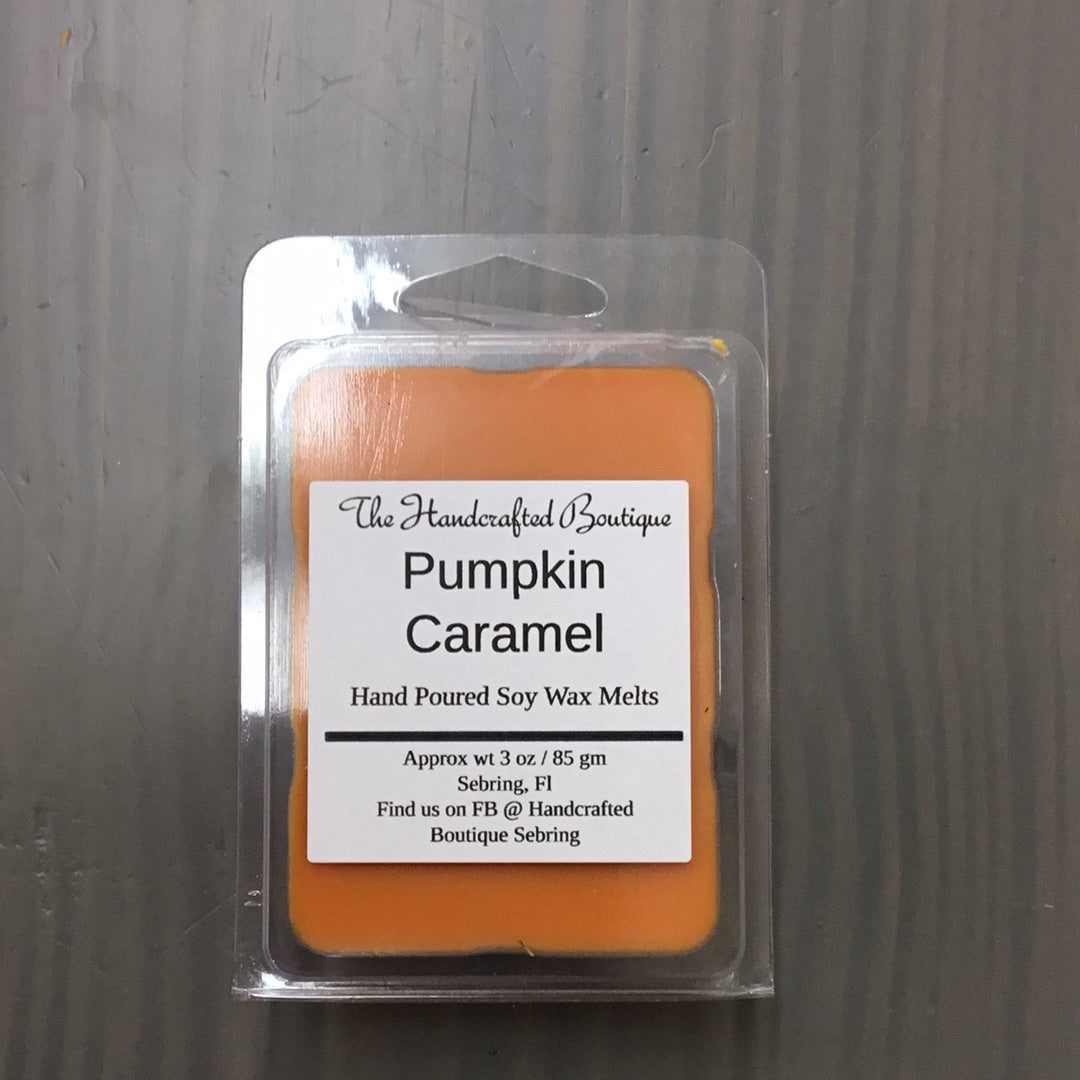 The Handcrafted Boutique
Pumpkin
Caramel
Hand Poured Soy Wax Melts
Approx wt 3 oz / 85 gm
Sebring, Fl
Find us on FB @ Handcrafted
Boutique Sebring